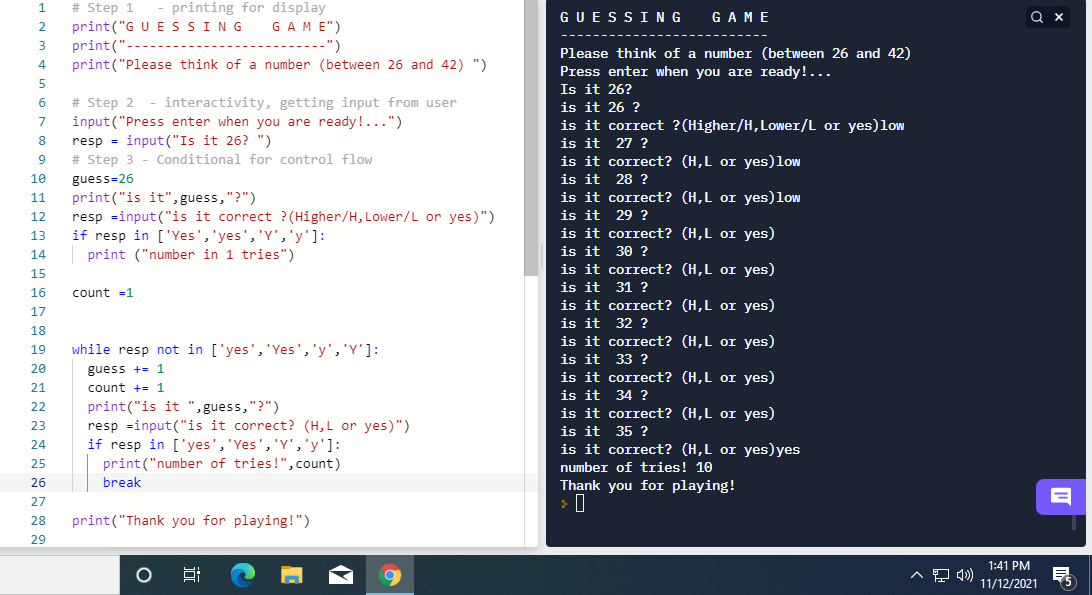 1 # Step 1   - printing for display
2 print("G U E S S I N G    G A M E")
3 print("--------------------------")
4 print("Please think of a number (between 26 and 42) ")
5
6 # Step 2  - interactivity, getting input from user
7 input("Press enter when you are ready!...")
8 resp = input("Is it 26? ")
9 # Step 3 - Conditional for control flow
10 guess=26
11 print("is it",guess,"?")
12 resp =input("is it correct ?(Higher/H,Lower/L or yes)")
13 if resp in ['Yes','yes','Y','y']:
14   print ("number in 1 tries")
15
16 count =1
17
18
19 while resp not in ['yes','Yes','y','Y']:
20   guess += 1
21   count += 1
22   print("is it ",guess,"?")
23   resp =input("is it correct? (H,L or yes)")
24   if resp in ['yes','Yes','Y','y']:
25     print("number of tries!",count)
26     break
27
28 print("Thank you for playing!")
29
G U E S S I N G    G A M E
--------------------------
Please think of a number (between 26 and 42)
Press enter when you are ready!...
Is it 26?
is it 26 ?
is it correct ?(Higher/H,Lower/L or yes)low
is it  27 ?
is it correct? (H,L or yes)low
is it  28 ?
is it correct? (H,L or yes)low
is it  29 ?
is it correct? (H,L or yes)
is it  30 ?
is it correct? (H,L or yes)
is it  31 ?
is it correct? (H,L or yes)
is it  32 ?
is it correct? (H,L or yes)
is it  33 ?
is it correct? (H,L or yes)
is it  34 ?
is it correct? (H,L or yes)
is it  35 ?
is it correct? (H,L or yes)yes
number of tries! 10
Thank you for playing!
1:41 PM
11/12/2021
5